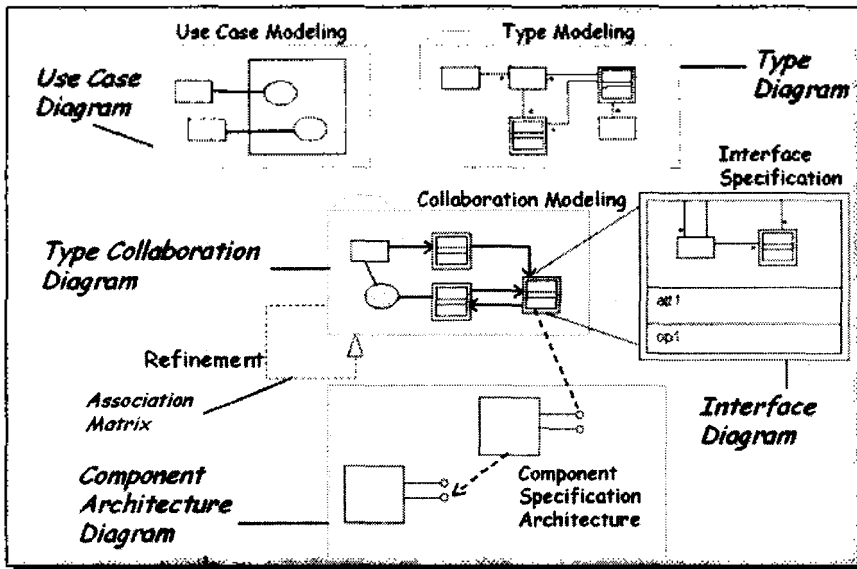 Use Case Modeling
Type Modeling
Use Case
Diagram
Type
Diagram
Interface
Specification
Collaboration Modeling
Type Collaboration
Diagram
att1
op1
Refinement
Association
Matrix
Interface
Diagram
Component
Architecture
Diagram
Component
Specification
Architecture